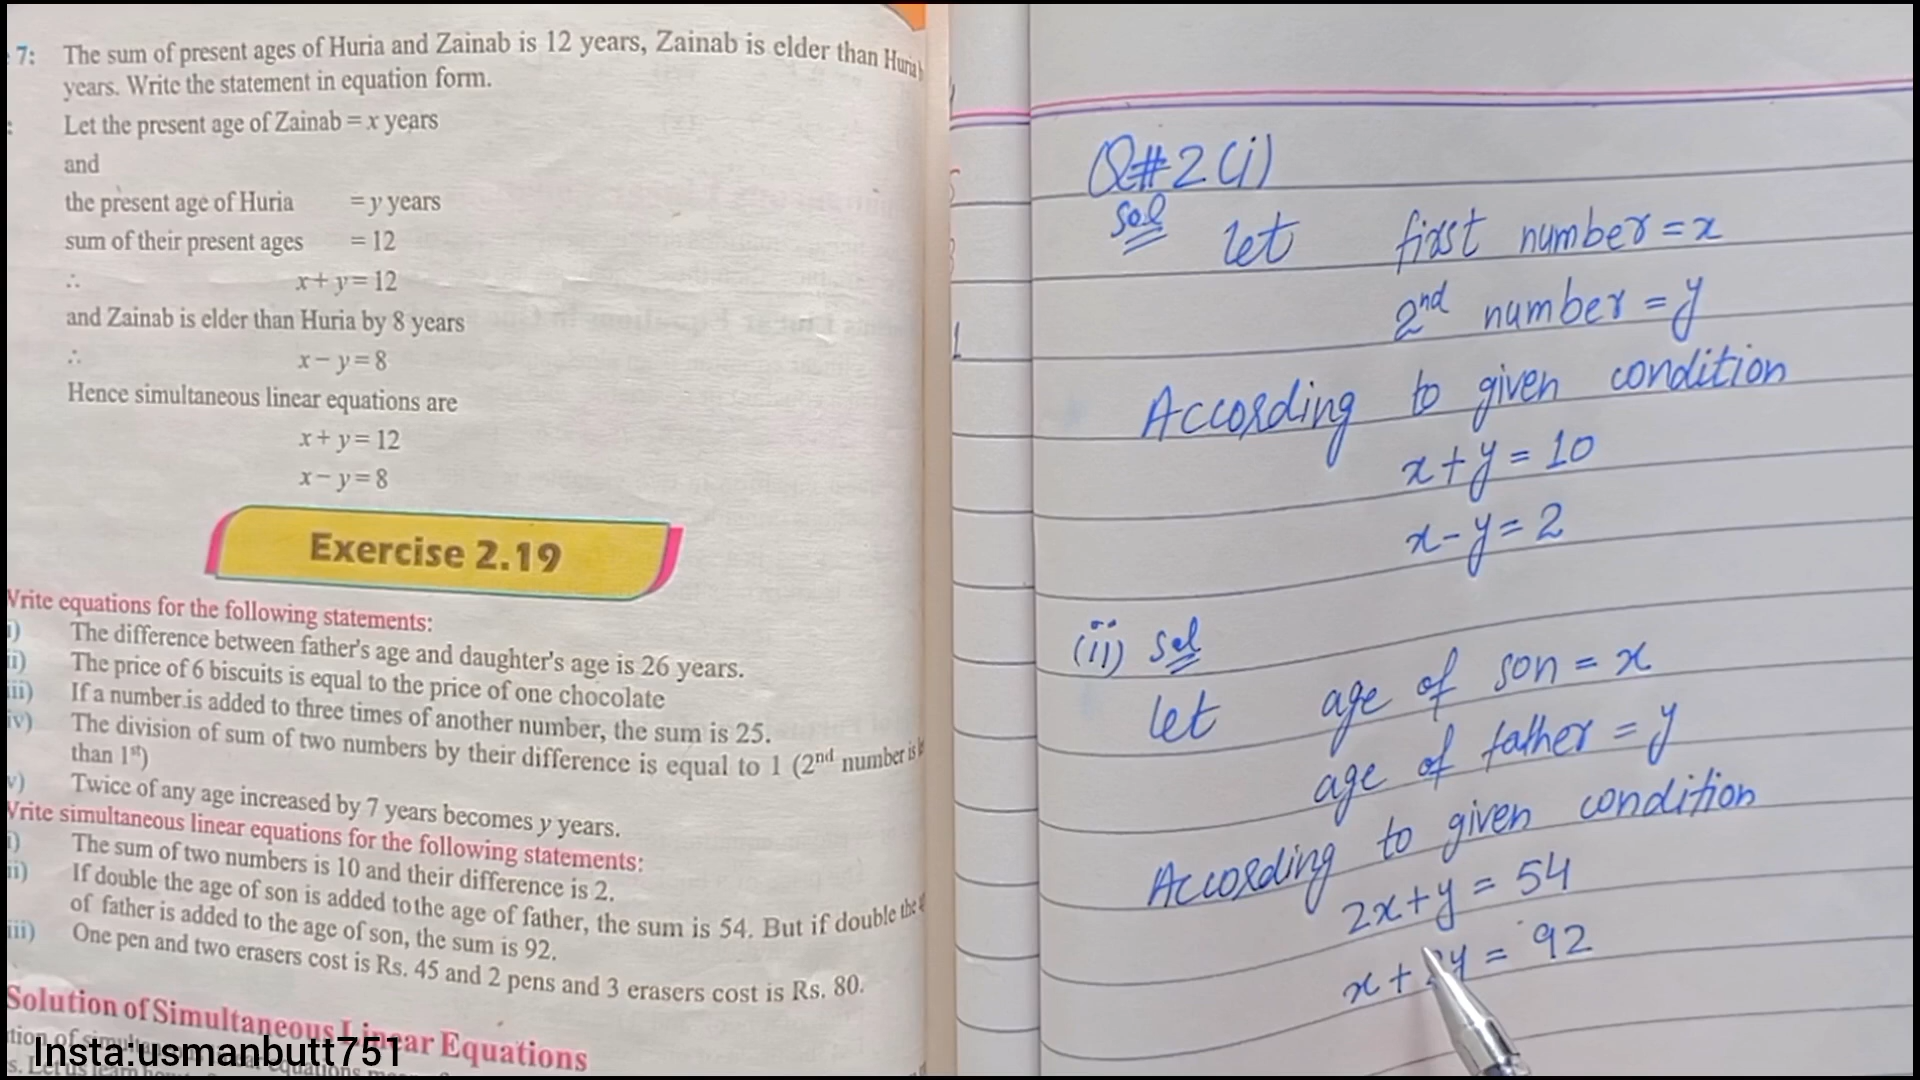 7: The sum of present ages of Huria and Zainab is 12 years, Zainab is elder than Huria
years. Write the statement in equation form.
Let the present age of Zainab = x years
and
the present age of Huria = y years
sum of their present ages = 12
∴ x + y = 12
and Zainab is elder than Huria by 8 years
∴ x – y = 8
Hence simultaneous linear equations are
x + y = 12
x – y = 8
Exercise 2.19
Write equations for the following statements:
i) The difference between father's age and daughter's age is 26 years.
ii) The price of 6 biscuits is equal to the price of one chocolate
iii) If a number is added to three times of another number, the sum is 25.
iv) The division of sum of two numbers by their difference is equal to 1 (2nd number is
than 1st)
v) Twice of any age increased by 7 years becomes y years.
Write simultaneous linear equations for the following statements:
i) The sum of two numbers is 10 and their difference is 2.
ii) If double the age of son is added to the age of father, the sum is 54. But if double the
of father is added to the age of son, the sum is 92.
iii) One pen and two erasers cost is Rs. 45 and 2 pens and 3 erasers cost is Rs. 80.
Solution of Simultaneous Linear Equations
Insta:usmanbutt751
Q#2(i)
Sol
let first number = x
2nd number = y
According to given condition
x + y = 10
x - y = 2
(ii) Sol
let age of son = x
age of father = y
According to given condition
2x + y = 54
x + 2y = 92